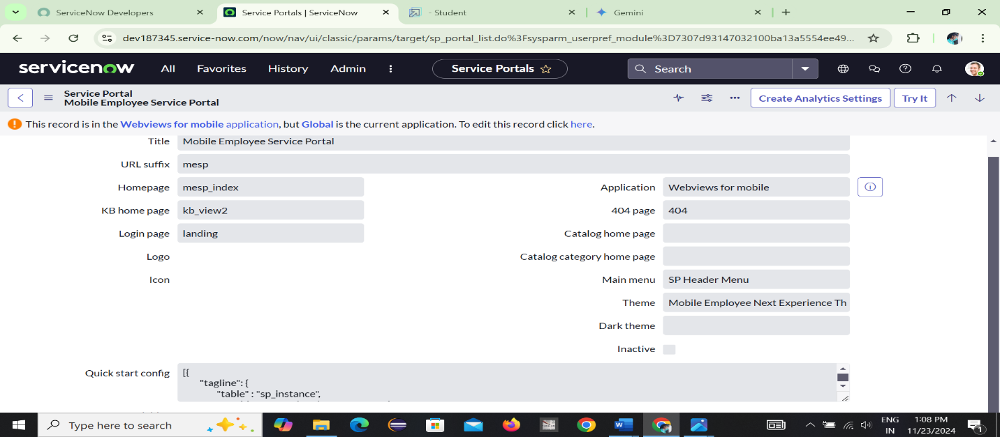 ServiceNow Developers
Service Portals | ServiceNow
- Student
Gemini
dev187345.service-now.com/now/nav/ui/classic/params/target/sp_portal_list.do%3Fsysparm_userpref_module%3D7307d93147032100ba13a5554ee49...
servicenow All Favorites History Admin Service Portals Search
Service Portal
Mobile Employee Service Portal
Create Analytics Settings Try It
This record is in the Webviews for mobile application, but Global is the current application. To edit this record click here.
Title Mobile Employee Service Portal
URL suffix mesp
Homepage mesp_index Application Webviews for mobile
KB home page kb_view2 404 page 404
Login page landing Catalog home page
Logo Catalog category home page
Icon Main menu SP Header Menu
Theme Mobile Employee Next Experience Th
Dark theme
Inactive
Quick start config [{
"tagline": {
"table" : "sp_instance",
Type here to search
ENG
IN
1:08 PM
11/23/2024
1